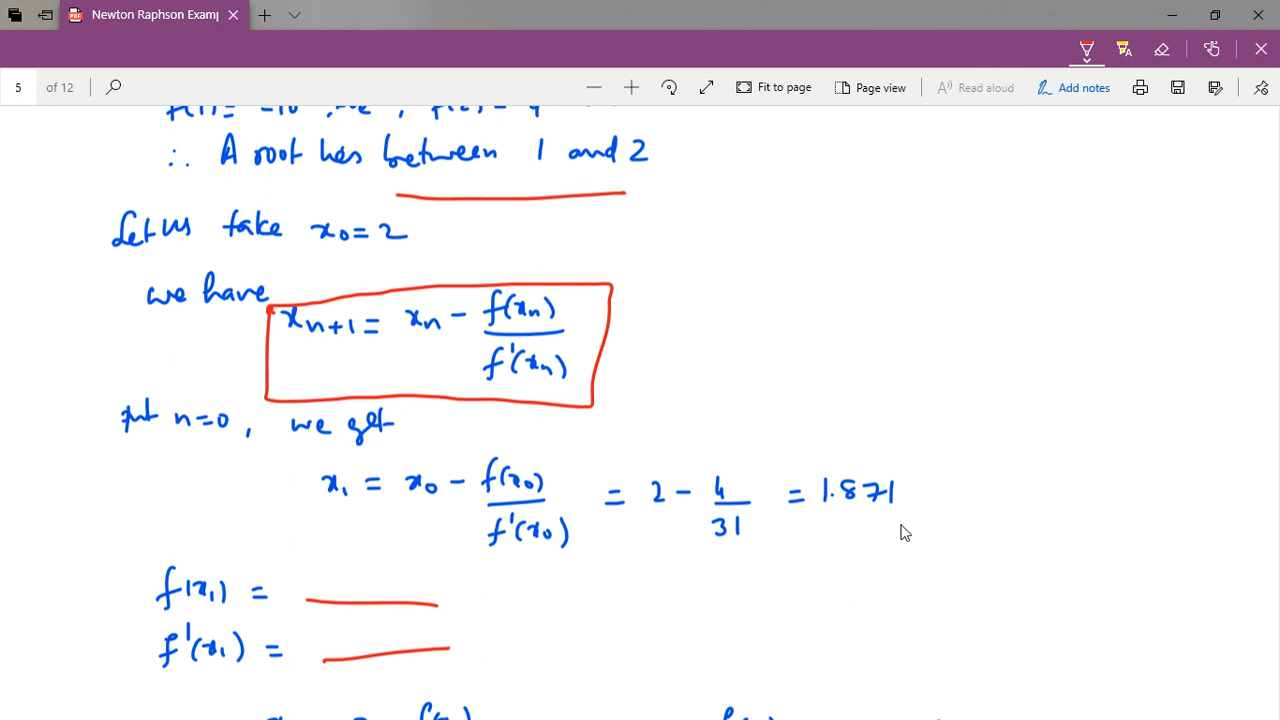 Newton Raphson Examp
5 of 12
Fit to page
Page view
Read aloud
Add notes
∴ A root has between 1 and 2
Let us take x₀ = 2
we have
xₙ₊₁ = xₙ − f(xₙ) / f'(xₙ)
put n=0, we get
x₁ = x₀ − f(x₀) / f'(x₀) = 2 − 4 / 31 = 1.871
f(x₁) =
f'(x₁) =